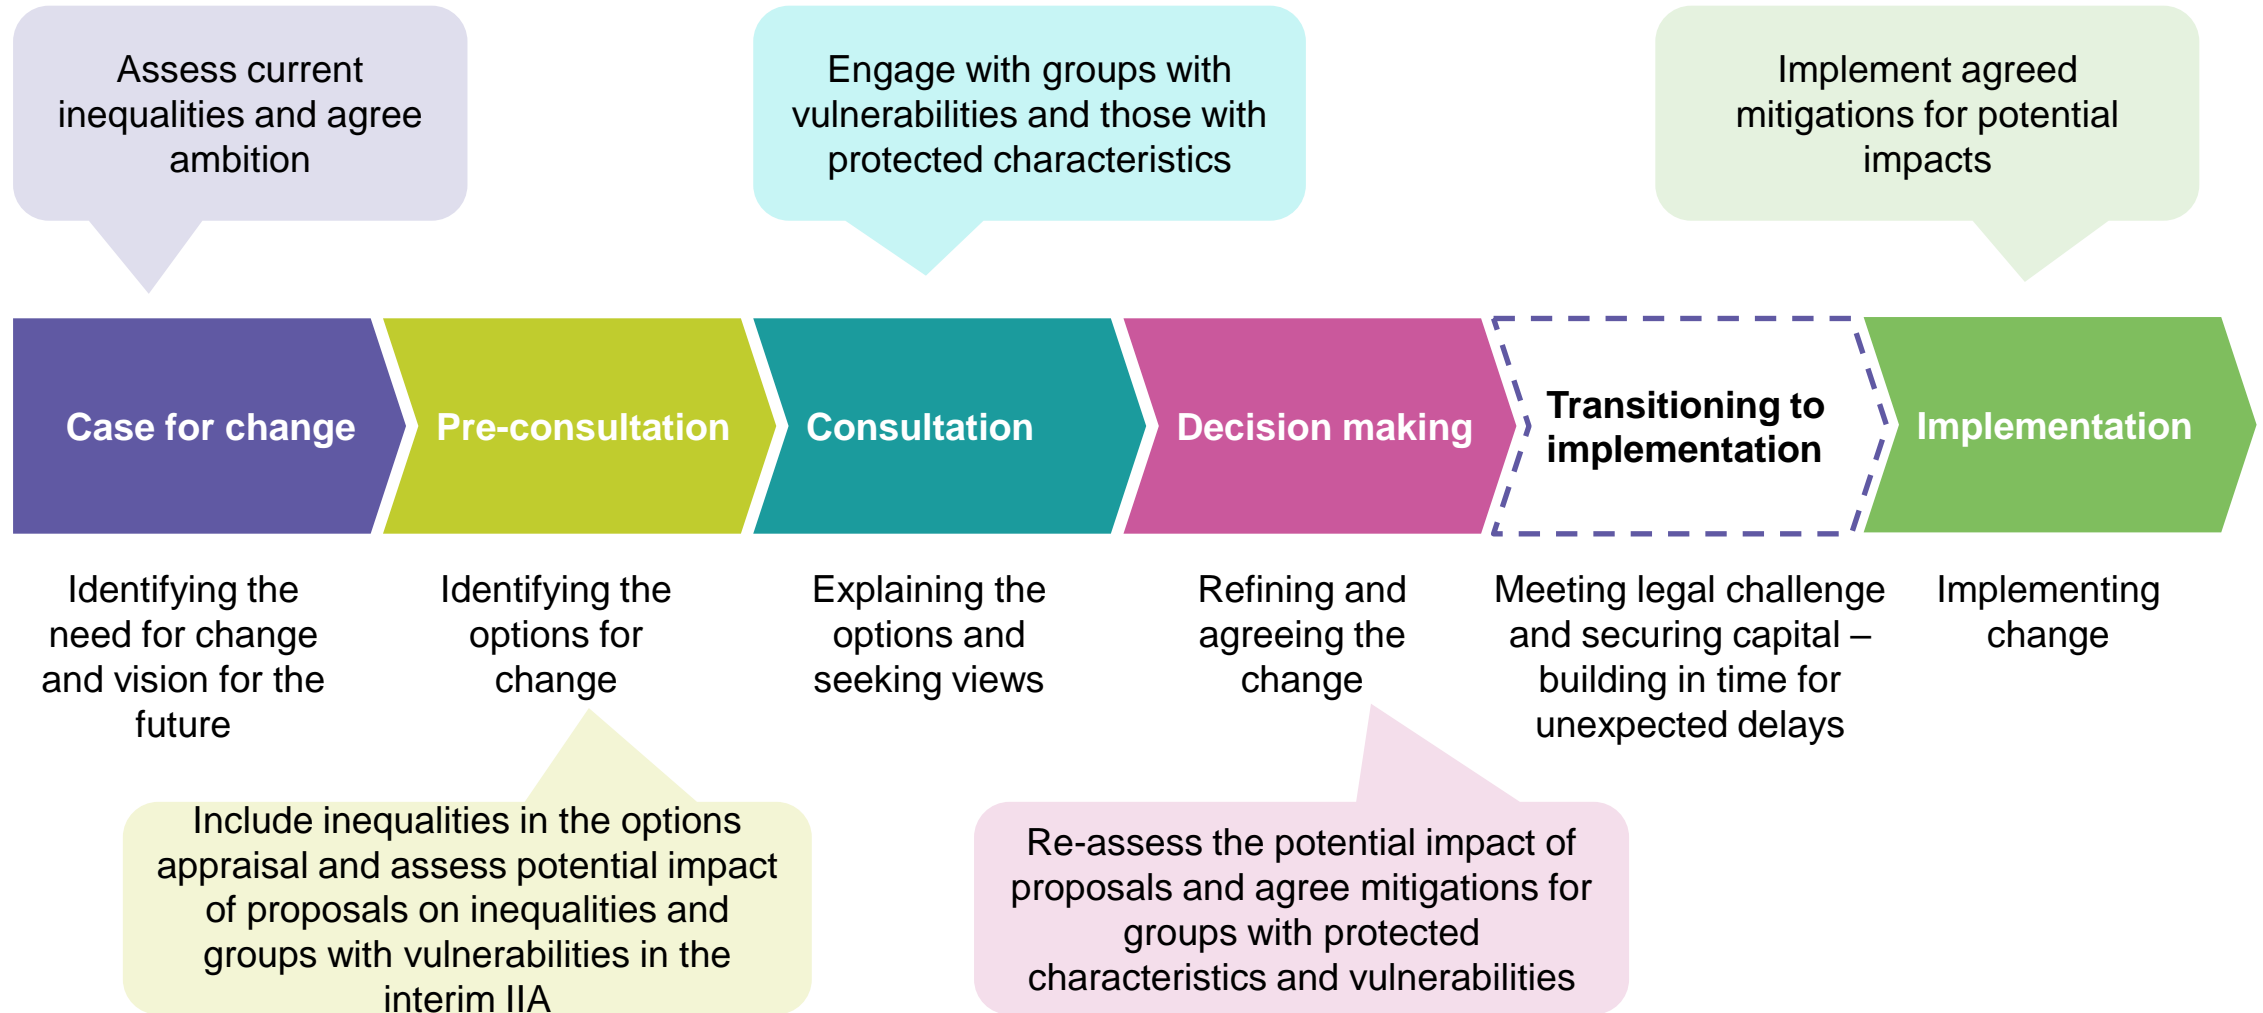 Assess current
inequalities and agree
ambition
Engage with groups with
vulnerabilities and those with
protected characteristics
Implement agreed
mitigations for potential
impacts
Case for change
Pre-consultation
Consultation
Decision making
Transitioning to
implementation
Implementation
Identifying the
need for change
and vision for the
future
Identifying the
options for
change
Explaining the
options and
seeking views
Refining and
agreeing the
change
Meeting legal challenge
and securing capital –
building in time for
unexpected delays
Implementing
change
Include inequalities in the options
appraisal and assess potential impact
of proposals on inequalities and
groups with vulnerabilities in the
interim IIA
Re-assess the potential impact of
proposals and agree mitigations for
groups with protected
characteristics and vulnerabilities